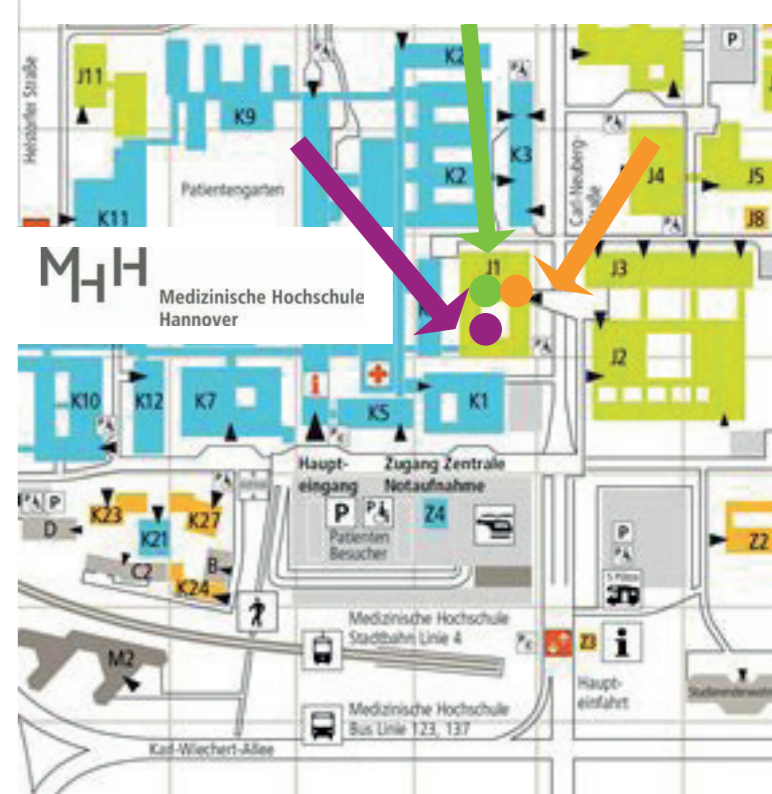 Helstorfer Straße
J11
K9
K2
P
K3
K2
Patientengarten
Carl-Neuberg-
Straße
J4
J5
K11
J8
MHH
Medizinische Hochschule
Hannover
J1
J3
J2
K10
K12
K7
K5
K1
Haupt-
eingang
Zugang Zentrale
Notaufnahme
P
P
Z4
Patienten
Besucher
P
K23
K27
D
K21
C2
B
K24
P
Z2
Medizinische Hochschule
Stadtbahn Linie 4
Z3
i
M2
Haupt-
einfahrt
Medizinische Hochschule
Bus Linie 123, 137
Karl-Wiechert-Allee